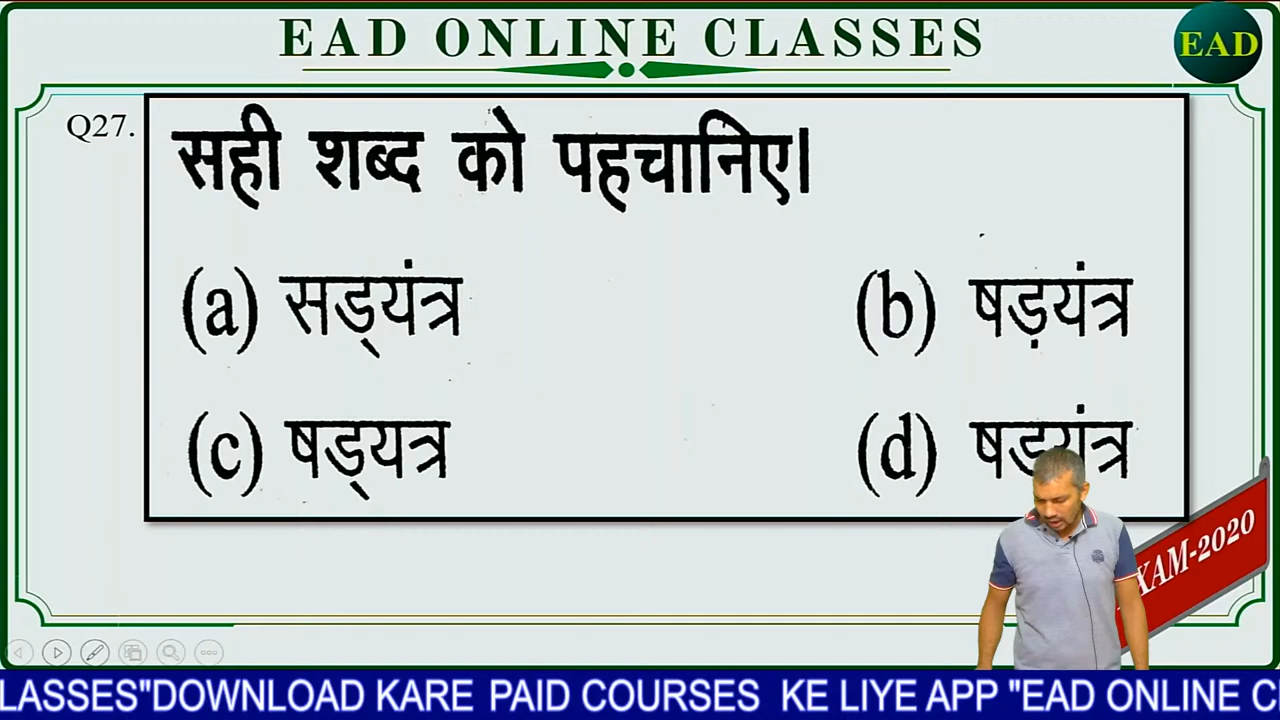 EAD ONLINE CLASSES
EAD
Q27. सही शब्द को पहचानिए।
(a) सड्यंत्र
(b) षड़यंत्र
(c) षड्यत्र
(d)
XAM-2020
LASSES"DOWNLOAD KARE PAID COURSES KE LIYE APP "EAD ONLINE C